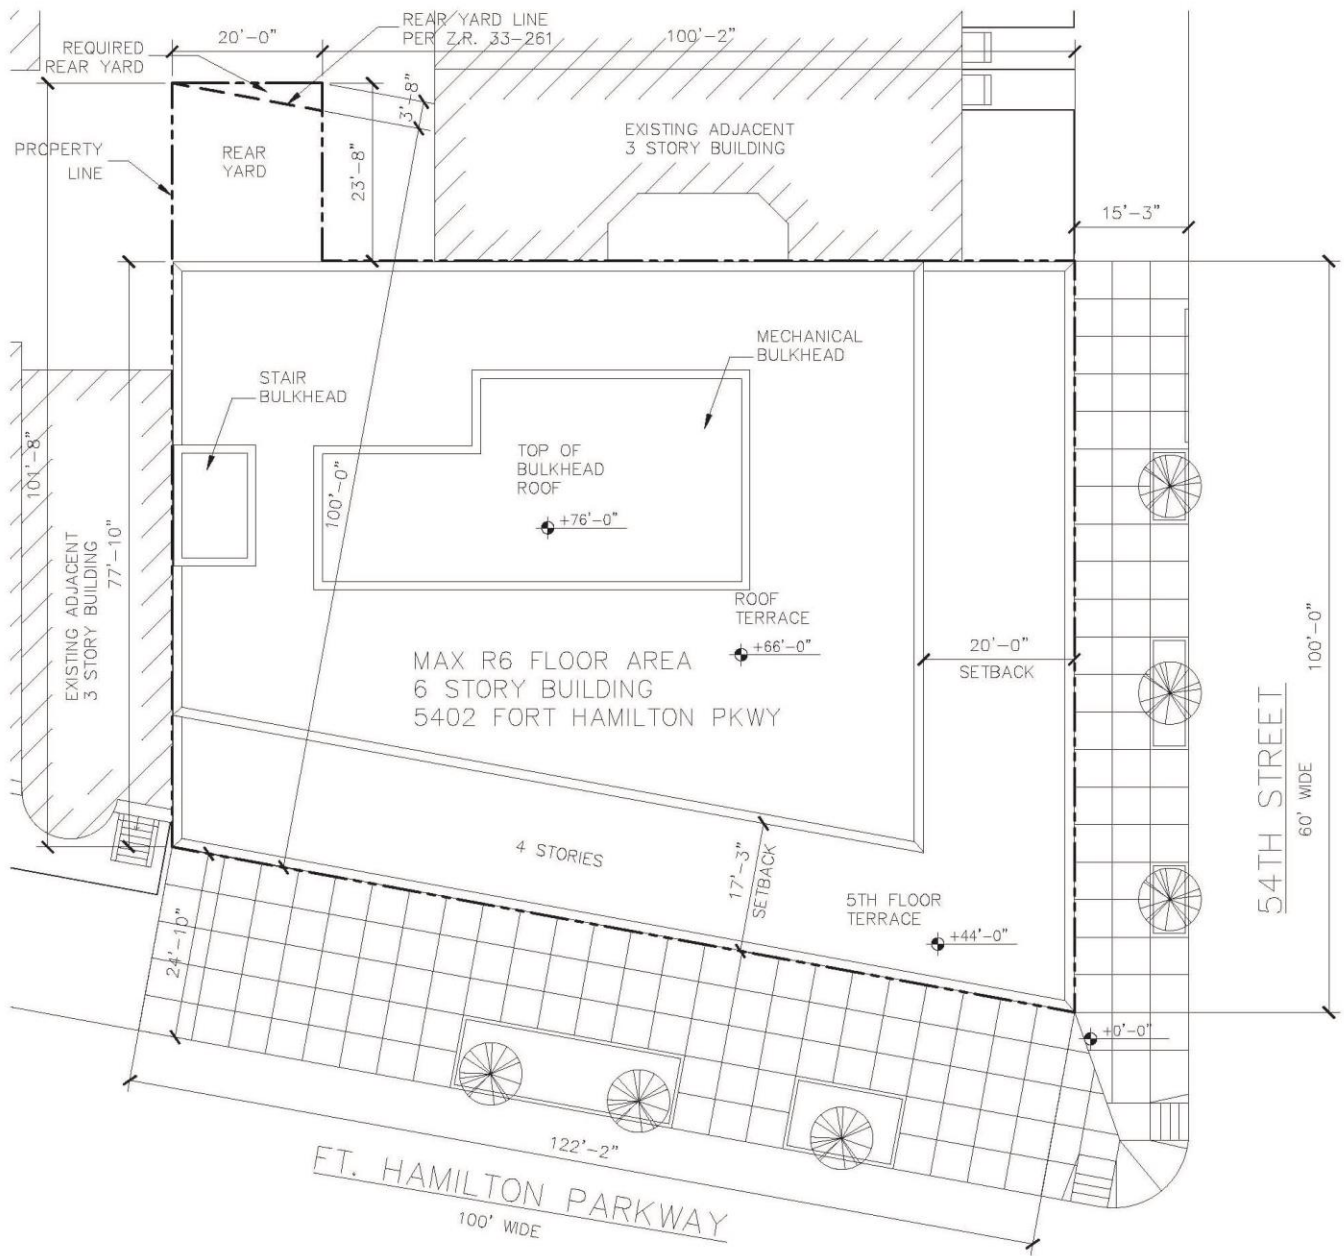 20'-0"
REAR YARD LINE
PER Z.R. 33-261
100'-2"
REQUIRED
REAR YARD
3'-8"
EXISTING ADJACENT
3 STORY BUILDING
PROPERTY
LINE
REAR
YARD
23'-8"
15'-3"
MECHANICAL
BULKHEAD
STAIR
BULKHEAD
101'-8"
TOP OF
BULKHEAD
ROOF
100'-0"
+76'-0"
EXISTING ADJACENT
3 STORY BUILDING
77'-10"
ROOF
TERRACE
+66'-0"
20'-0"
SETBACK
100'-0"
MAX R6 FLOOR AREA
6 STORY BUILDING
5402 FORT HAMILTON PKWY
54TH STREET
60' WIDE
4 STORIES
17'-3"
SETBACK
5TH FLOOR
TERRACE
+44'-0"
24'-10"
+0'-0"
122'-2"
FT. HAMILTON PARKWAY
100' WIDE